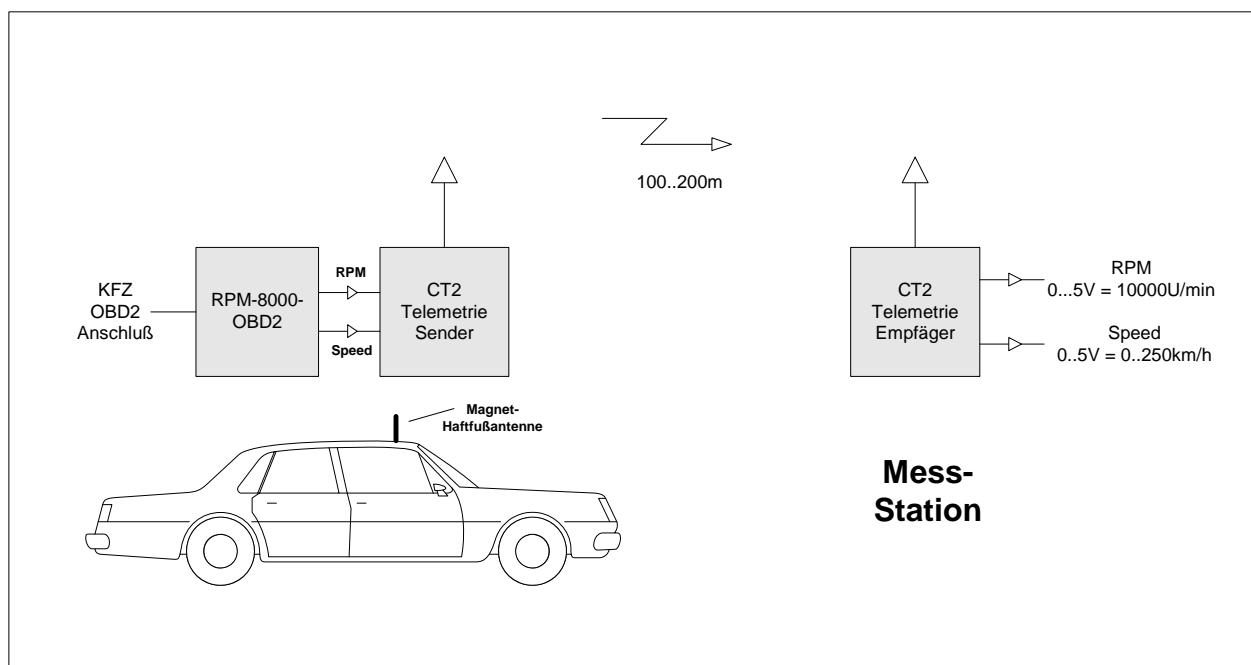 100..200m
KFZ
OBD2
Anschluß
RPM-8000-
OBD2
RPM
Speed
CT2
Telemetrie
Sender
CT2
Telemetrie
Empfäger
RPM
0...5V = 10000U/min
Speed
0..5V = 0..250km/h
Magnet-
Haftfußantenne
Mess-
Station